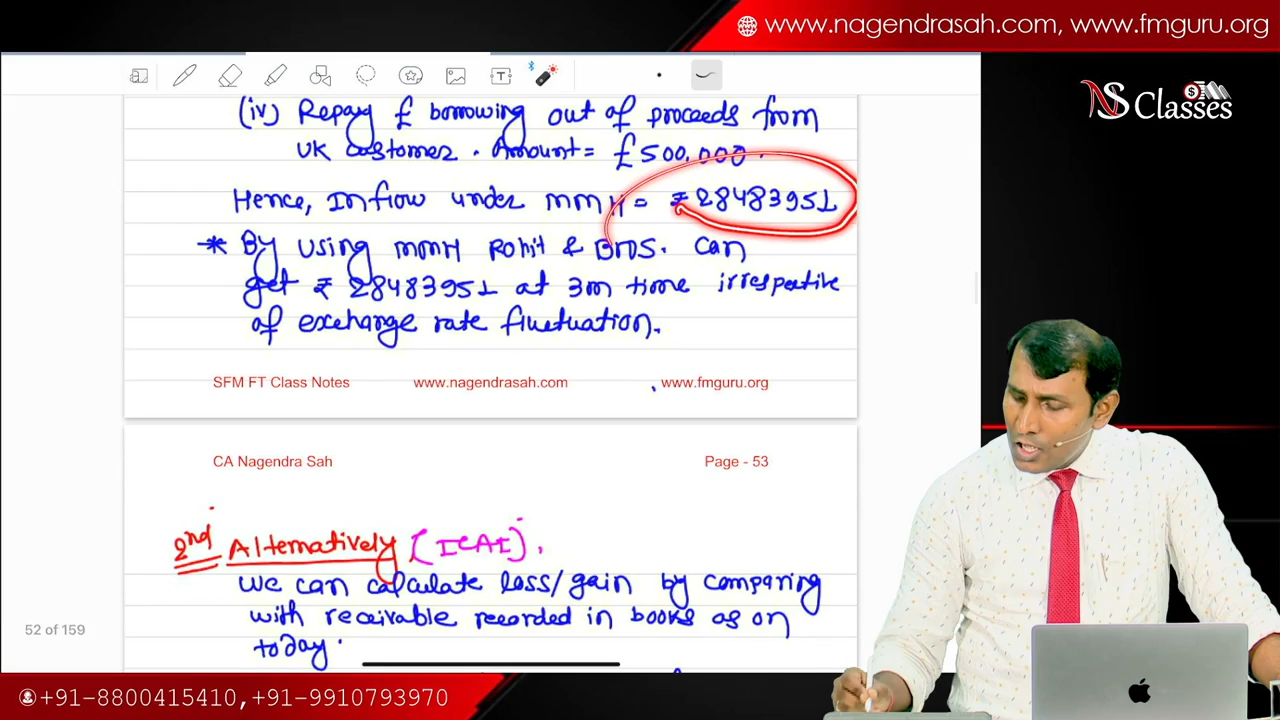 www.nagendrasah.com, www.fmguru.org
NS Classes
(iv) Repay £ borrowing out of proceeds from
UK customer. Amount = £500,000.
Hence, Inflow under MMH = ₹28483951
* By using MMH Rohit & BROS. can
get ₹ 28483951 at 3m time irrespective
of exchange rate fluctuation.
SFM FT Class Notes www.nagendrasah.com www.fmguru.org
CA Nagendra Sah Page - 53
2nd Alternatively (ICAI).
We can calculate loss/gain by comparing
with receivable recorded in books as on
today.
52 of 159
+91-8800415410,+91-9910793970